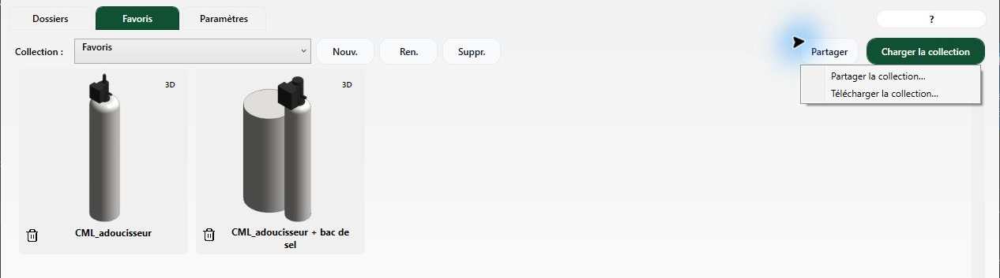 Dossiers
Favoris
Paramètres
?
Collection :
Favoris
Nouv.
Ren.
Suppr.
Partager
Charger la collection
Partager la collection...
Télécharger la collection...
3D
3D
CML_adoucisseur
CML_adoucisseur + bac de
sel